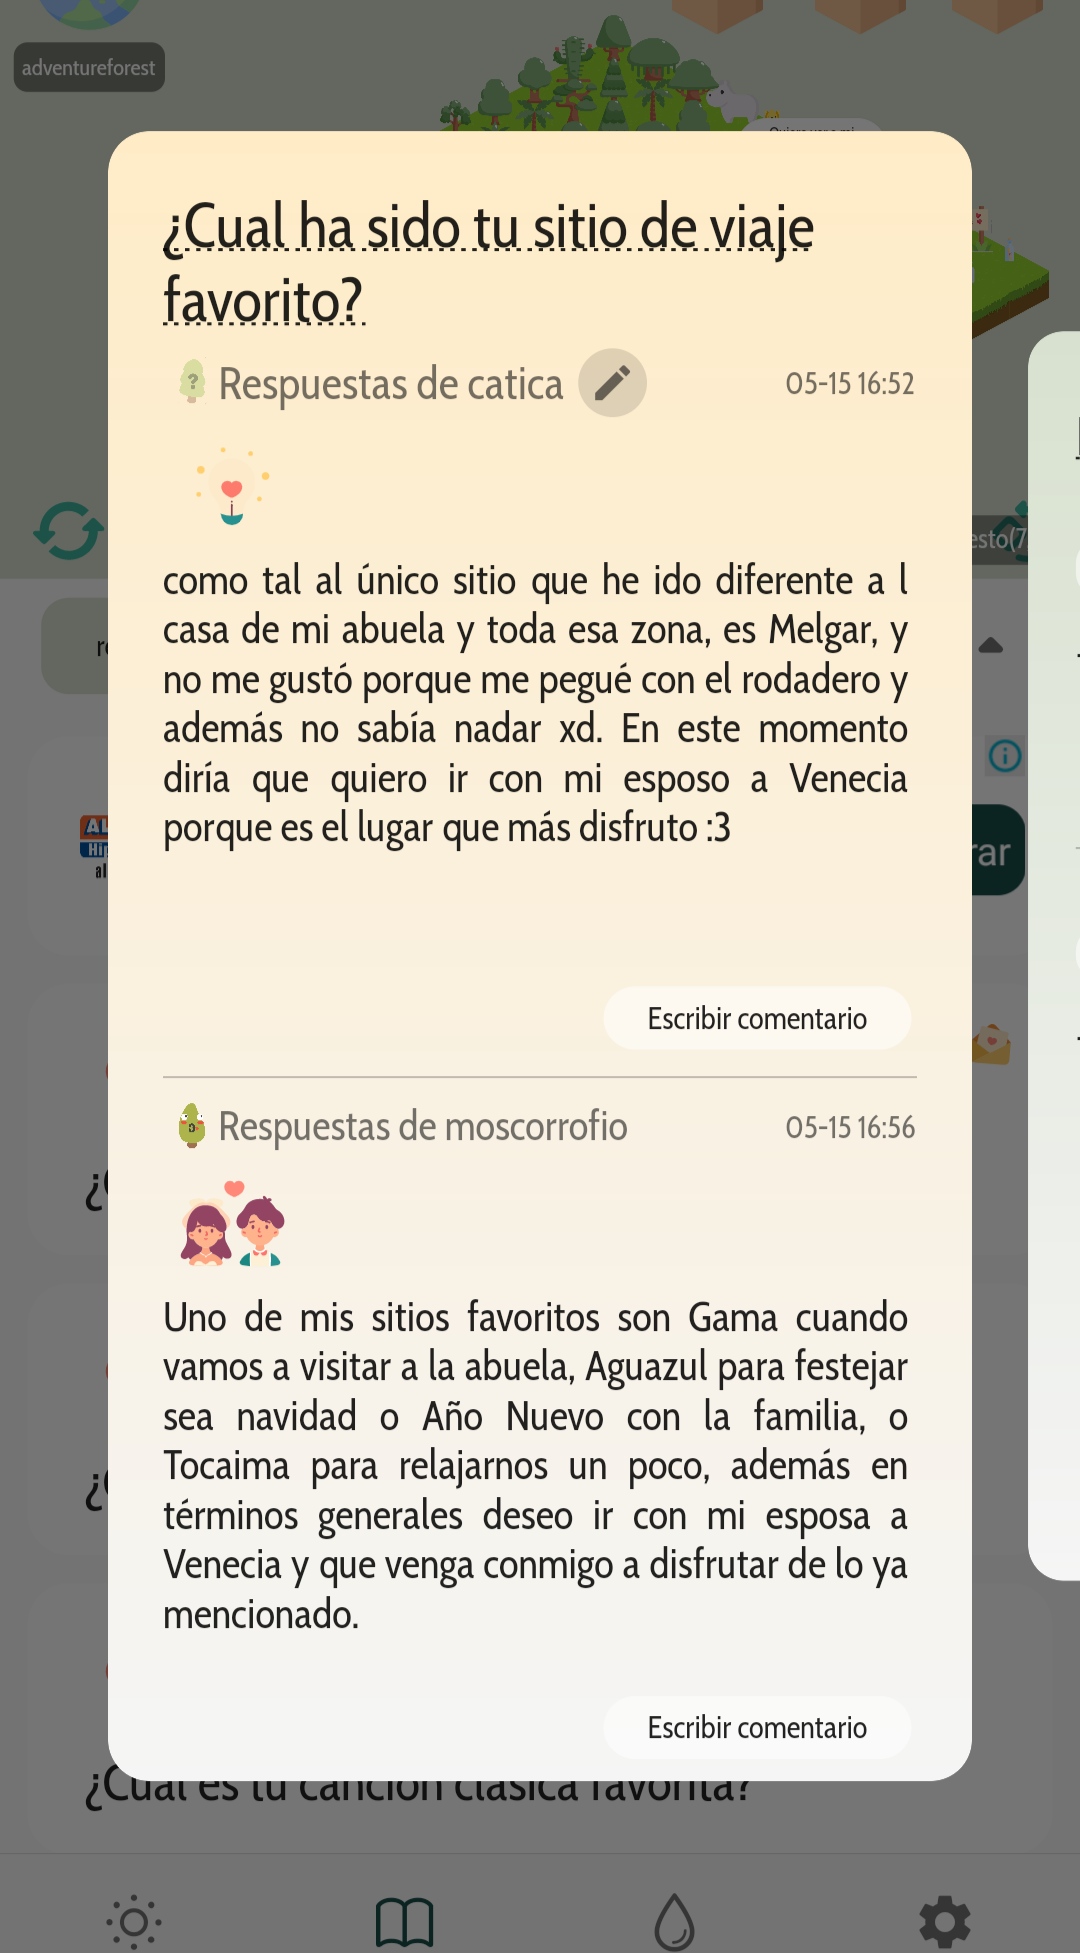 adventureforest
¿Cual ha sido tu sitio de viaje
favorito?
Respuestas de catica
05-15 16:52
como tal al único sitio que he ido diferente a l
casa de mi abuela y toda esa zona, es Melgar, y
no me gustó porque me pegué con el rodadero y
además no sabía nadar xd. En este momento
diría que quiero ir con mi esposo a Venecia
porque es el lugar que más disfruto :3
Escribir comentario
Respuestas de moscorrofio
05-15 16:56
Uno de mis sitios favoritos son Gama cuando
vamos a visitar a la abuela, Aguazul para festejar
sea navidad o Año Nuevo con la familia, o
Tocaima para relajarnos un poco, además en
términos generales deseo ir con mi esposa a
Venecia y que venga conmigo a disfrutar de lo ya
mencionado.
Escribir comentario
¿Cual es tu canción clásica favorita?